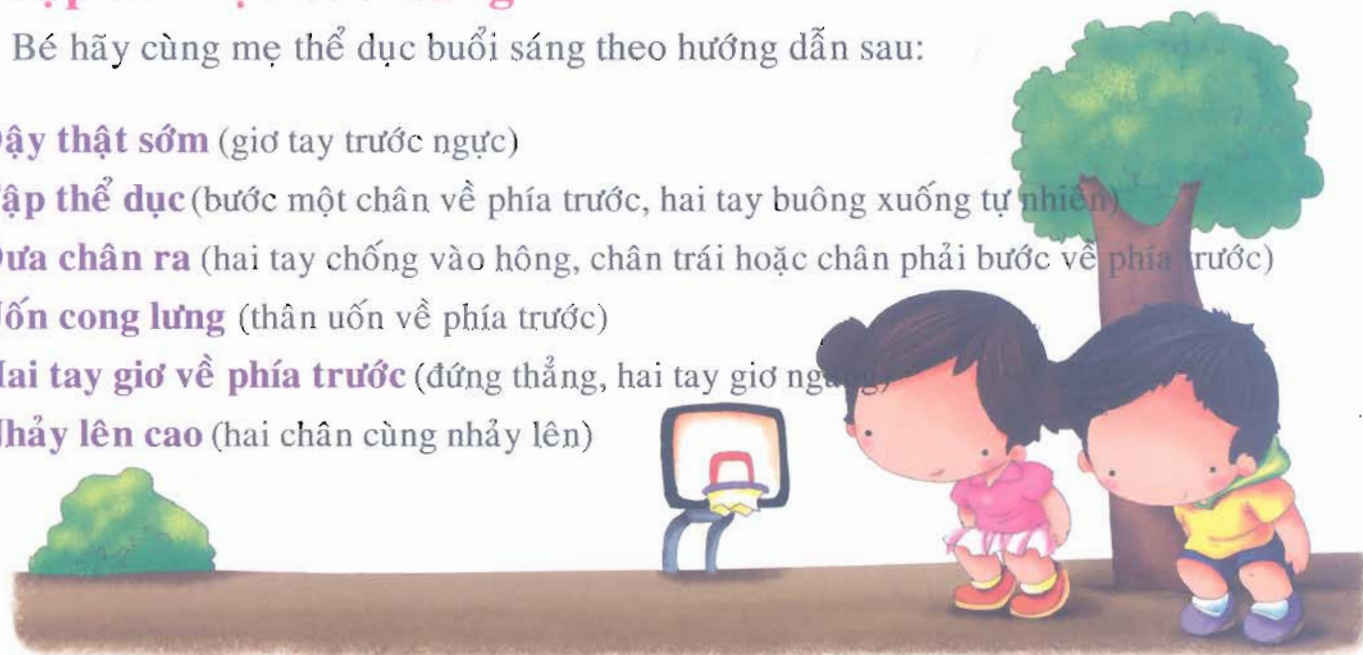 Bé hãy cùng mẹ thể dục buổi sáng theo hướng dẫn sau:
ậy thật sớm (giơ tay trước ngực)
ập thể dục (bước một chân về phía trước, hai tay buông xuống tự nhiên)
ưa chân ra (hai tay chống vào hông, chân trái hoặc chân phải bước về phía trước)
ốn cong lưng (thân uốn về phía trước)
ai tay giơ về phía trước (đứng thẳng, hai tay giơ ngang)
hảy lên cao (hai chân cùng nhảy lên)